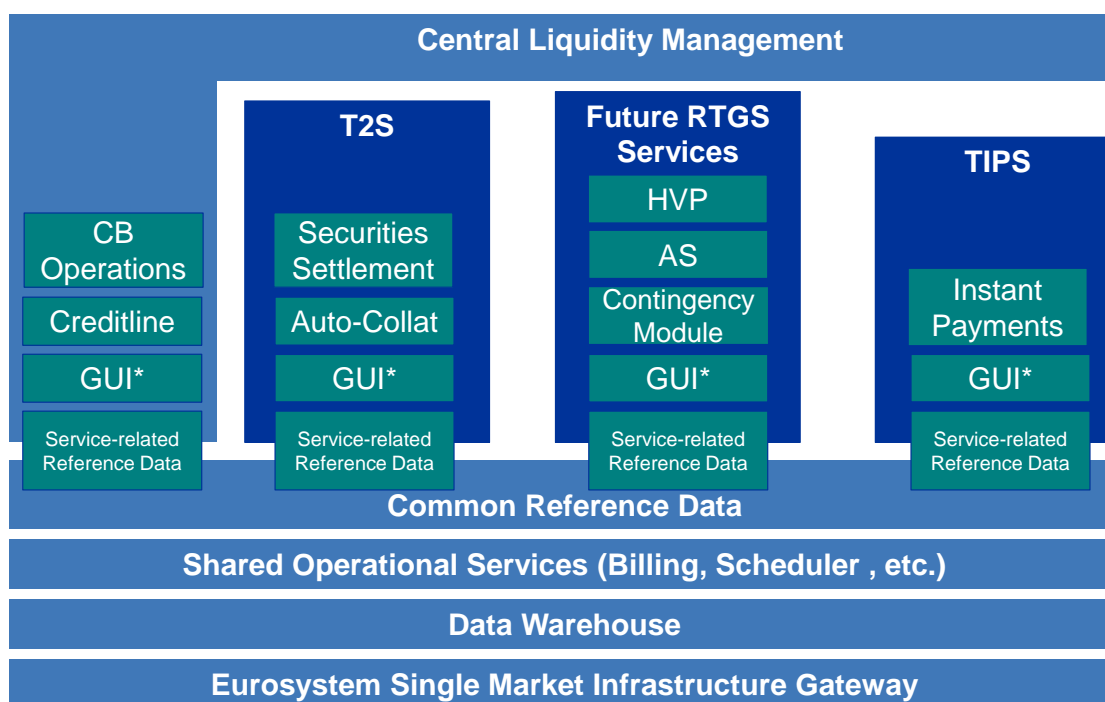 Central Liquidity Management
CB
Operations
Creditline
GUI*
Service-related
Reference Data
T2S
Securities
Settlement
Auto-Collat
GUI*
Service-related
Reference Data
Future RTGS
Services
HVP
AS
Contingency
Module
GUI*
Service-related
Reference Data
TIPS
Instant
Payments
GUI*
Service-related
Reference Data
Common Reference Data
Shared Operational Services (Billing, Scheduler , etc.)
Data Warehouse
Eurosystem Single Market Infrastructure Gateway